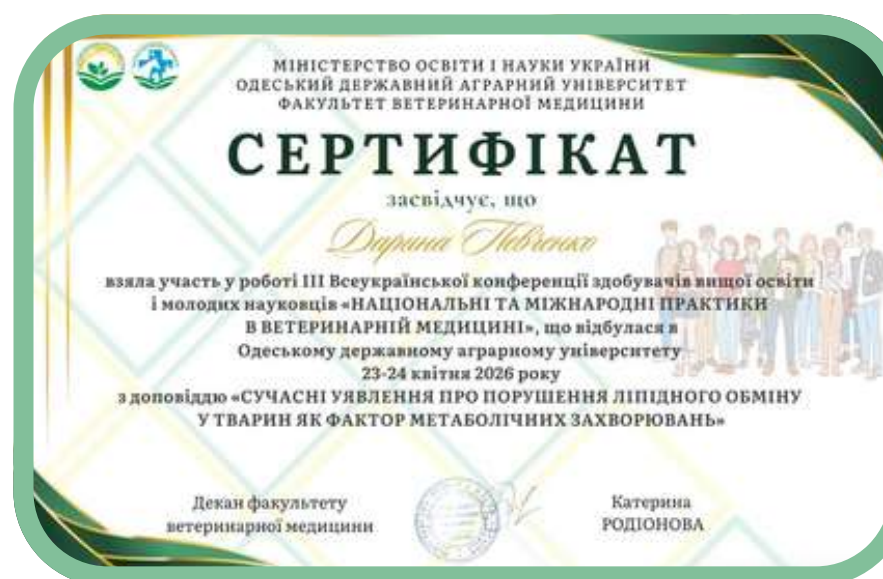 МІНІСТЕРСТВО ОСВІТИ І НАУКИ УКРАЇНИ
ОДЕСЬКИЙ ДЕРЖАВНИЙ АГРАРНИЙ УНІВЕРСИТЕТ
ФАКУЛЬТЕТ ВЕТЕРИНАРНОЇ МЕДИЦИНИ
СЕРТИФІКАТ
засвідчує, що
Дарина
взяла участь у роботі ІІІ Всеукраїнської конференції здобувачів вищої освіти
і молодих науковців «НАЦІОНАЛЬНІ ТА МІЖНАРОДНІ ПРАКТИКИ
В ВЕТЕРИНАРНІЙ МЕДИЦИНІ», що відбулася в
Одеському державному аграрному університету
23-24 квітня 2026 року
з доповіддю «СУЧАСНІ УЯВЛЕННЯ ПРО ПОРУШЕННЯ ЛІПІДНОГО ОБМІНУ
У ТВАРИН ЯК ФАКТОР МЕТАБОЛІЧНИХ ЗАХВОРЮВАНЬ»
Декан факультету
ветеринарної медицини
Катерина
РОДІОНОВА